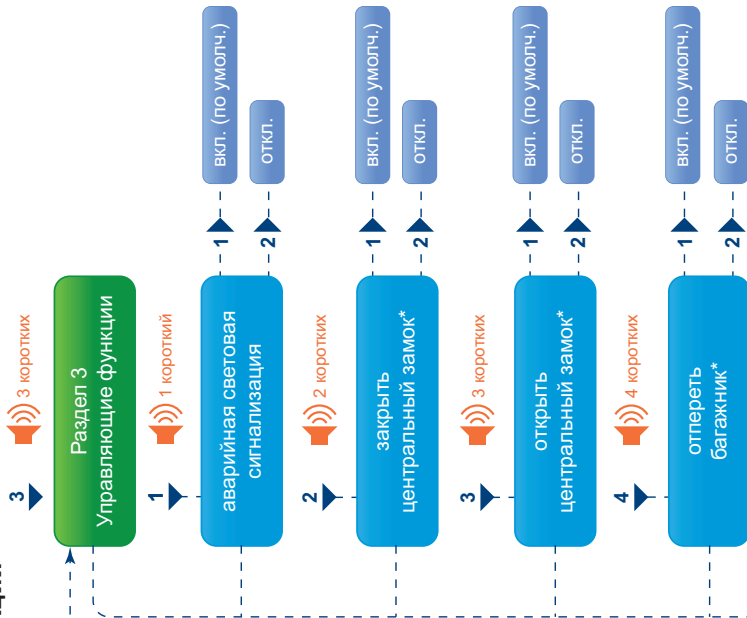 ции
3
3 коротких
Раздел 3
Управляющие функции
1
1 короткий
аварийная световая
сигнализация
1
вкл. (по умолч.)
2
откл.
2
2 коротких
закрыть
центральный замок*
1
вкл. (по умолч.)
2
откл.
3
3 коротких
открыть
центральный замок*
1
вкл. (по умолч.)
2
откл.
4
4 коротких
отпереть
багажник*
1
вкл. (по умолч.)
2
откл.